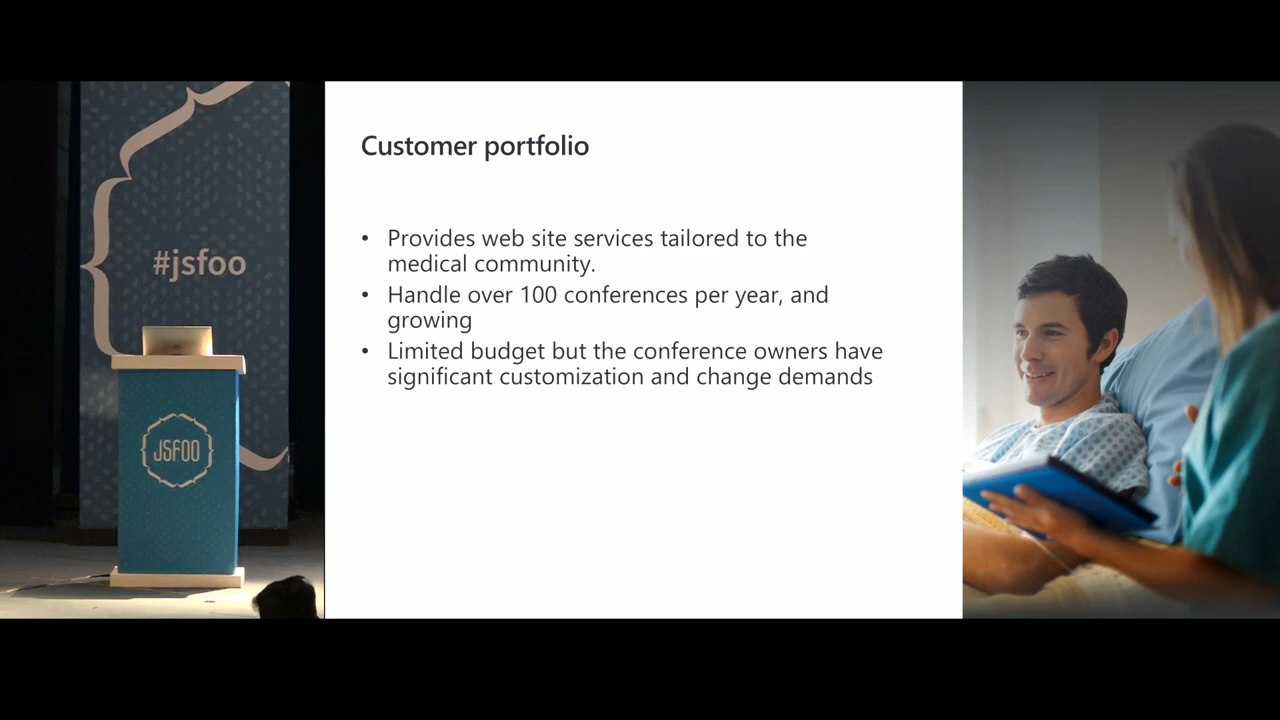 #jsfoo
JSFOO
Customer portfolio
• Provides web site services tailored to the
medical community.
• Handle over 100 conferences per year, and
growing
• Limited budget but the conference owners have
significant customization and change demands